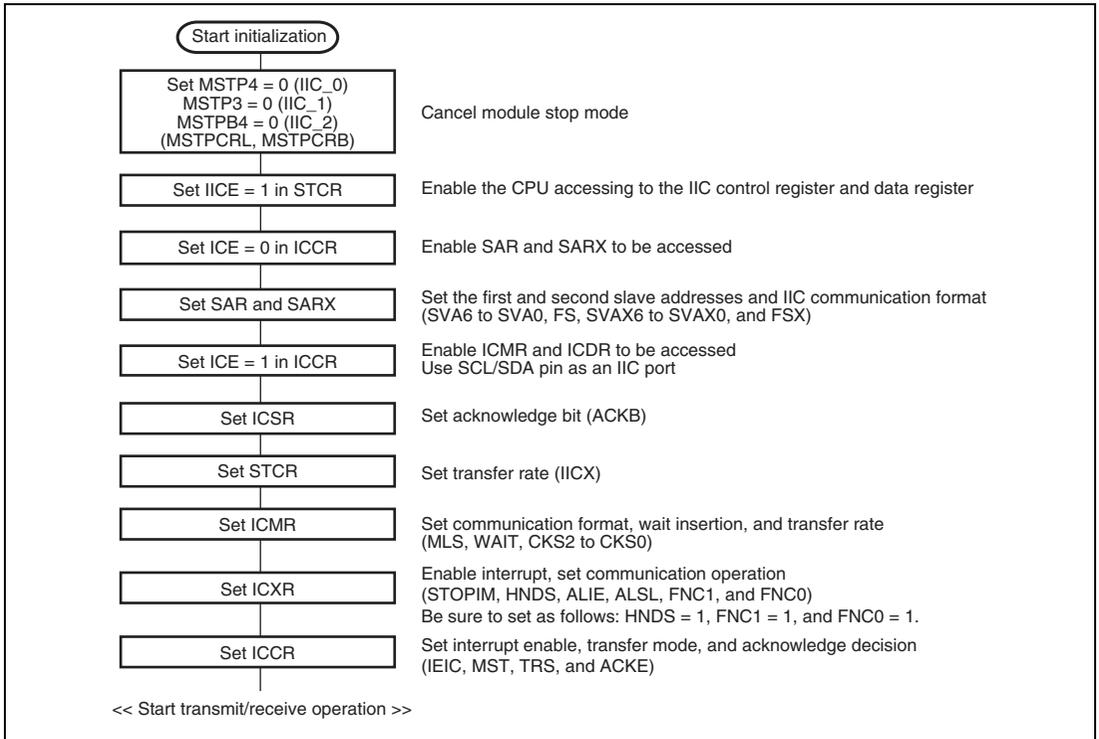 Start initialization
Set MSTP4 = 0 (IIC_0)
MSTP3 = 0 (IIC_1)
MSTPB4 = 0 (IIC_2)
(MSTPCRL, MSTPCRB)
Cancel module stop mode
Set IICE = 1 in STCR
Enable the CPU accessing to the IIC control register and data register
Set ICE = 0 in ICCR
Enable SAR and SARX to be accessed
Set SAR and SARX
Set the first and second slave addresses and IIC communication format
(SVA6 to SVA0, FS, SVAX6 to SVAX0, and FSX)
Set ICE = 1 in ICCR
Enable ICMR and ICDR to be accessed
Use SCL/SDA pin as an IIC port
Set ICSR
Set acknowledge bit (ACKB)
Set STCR
Set transfer rate (IICX)
Set ICMR
Set communication format, wait insertion, and transfer rate
(MLS, WAIT, CKS2 to CKS0)
Set ICXR
Enable interrupt, set communication operation
(STOPIM, HNDS, ALIE, ALSL, FNC1, and FNC0)
Be sure to set as follows: HNDS = 1, FNC1 = 1, and FNC0 = 1.
Set ICCR
Set interrupt enable, transfer mode, and acknowledge decision
(IEIC, MST, TRS, and ACKE)
<< Start transmit/receive operation >>